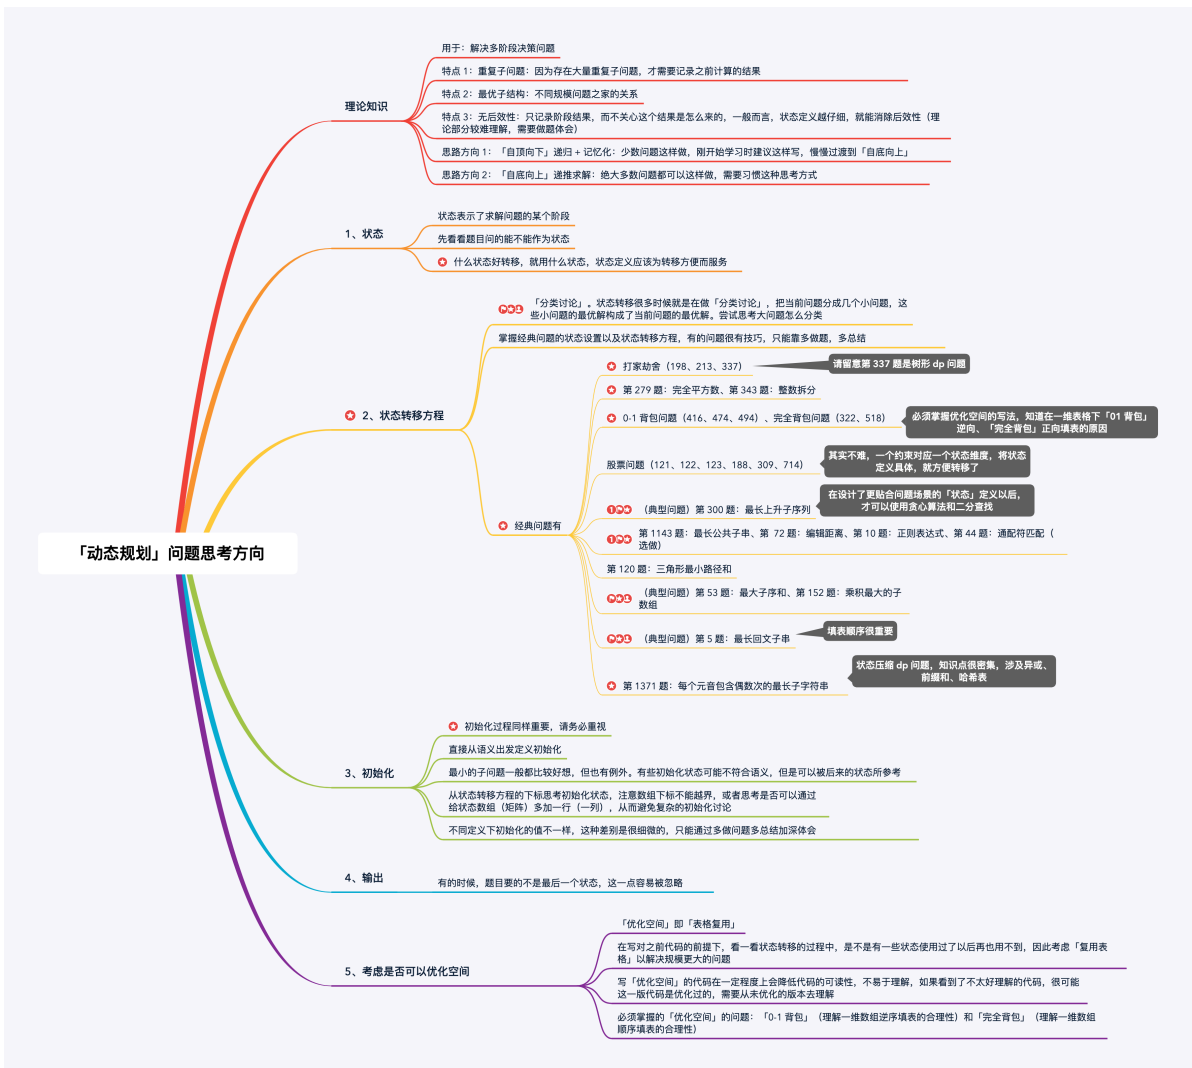 「动态规划」问题思考方向
理论知识
用于：解决多阶段决策问题
特点 1：重复子问题：因为存在大量重复子问题，才需要记录之前计算的结果
特点 2：最优子结构：不同规模问题之家的关系
特点 3：无后效性：只记录阶段结果，而不关心这个结果是怎么来的，一般而言，状态定义越仔细，就能消除后效性（理
论部分较难理解，需要做题体会）
思路方向 1：「自顶向下」递归 + 记忆化：少数问题这样做，刚开始学习时建议这样写，慢慢过渡到「自底向上」
思路方向 2：「自底向上」递推求解：绝大多数问题都可以这样做，需要习惯这种思考方式
1、状态
状态表示了求解问题的某个阶段
先看看题目问的能不能作为状态
什么状态好转移，就用什么状态，状态定义应该为转移方便而服务
2、状态转移方程
「分类讨论」。状态转移很多时候就是在做「分类讨论」，把当前问题分成几个小问题，这
些小问题的最优解构成了当前问题的最优解。尝试思考大问题怎么分类
掌握经典问题的状态设置以及状态转移方程，有的问题很有技巧，只能靠多做题，多总结
经典问题有
打家劫舍（198、213、337）
请留意第 337 题是树形 dp 问题
第 279 题：完全平方数、第 343 题：整数拆分
0-1 背包问题（416、474、494）、完全背包问题（322、518）
必须掌握优化空间的写法，知道在一维表格下「01 背包」
逆向、「完全背包」正向填表的原因
股票问题（121、122、123、188、309、714）
其实不难，一个约束对应一个状态维度，将状态
定义具体，就方便转移了
1
（典型问题）第 300 题：最长上升子序列
在设计了更贴合问题场景的「状态」定义以后，
才可以使用贪心算法和二分查找
1
第 1143 题：最长公共子串、第 72 题：编辑距离、第 10 题：正则表达式、第 44 题：通配符匹配（
选做）
第 120 题：三角形最小路径和
（典型问题）第 53 题：最大子序和、第 152 题：乘积最大的子
数组
（典型问题）第 5 题：最长回文子串
填表顺序很重要
第 1371 题：每个元音包含偶数次的最长子字符串
状态压缩 dp 问题，知识点很密集，涉及异或、
前缀和、哈希表
3、初始化
初始化过程同样重要，请务必重视
直接从语义出发定义初始化
最小的子问题一般都比较好想，但也有例外。有些初始化状态可能不符合语义，但是可以被后来的状态所参考
从状态转移方程的下标思考初始化状态，注意数组下标不能越界，或者思考是否可以通过
给状态数组（矩阵）多加一行（一列），从而避免复杂的初始化讨论
不同定义下初始化的值不一样，这种差别是很细微的，只能通过多做问题多总结加深体会
4、输出
有的时候，题目要的不是最后一个状态，这一点容易被忽略
5、考虑是否可以优化空间
「优化空间」即「表格复用」
在写对之前代码的前提下，看一看状态转移的过程中，是不是有一些状态使用过了以后再也用不到，因此考虑「复用表
格」以解决规模更大的问题
写「优化空间」的代码在一定程度上会降低代码的可读性，不易于理解，如果看到了不太好理解的代码，很可能
这一版代码是优化过的，需要从未优化的版本去理解
必须掌握的「优化空间」的问题：「0-1 背包」（理解一维数组逆序填表的合理性）和「完全背包」（理解一维数组
顺序填表的合理性）